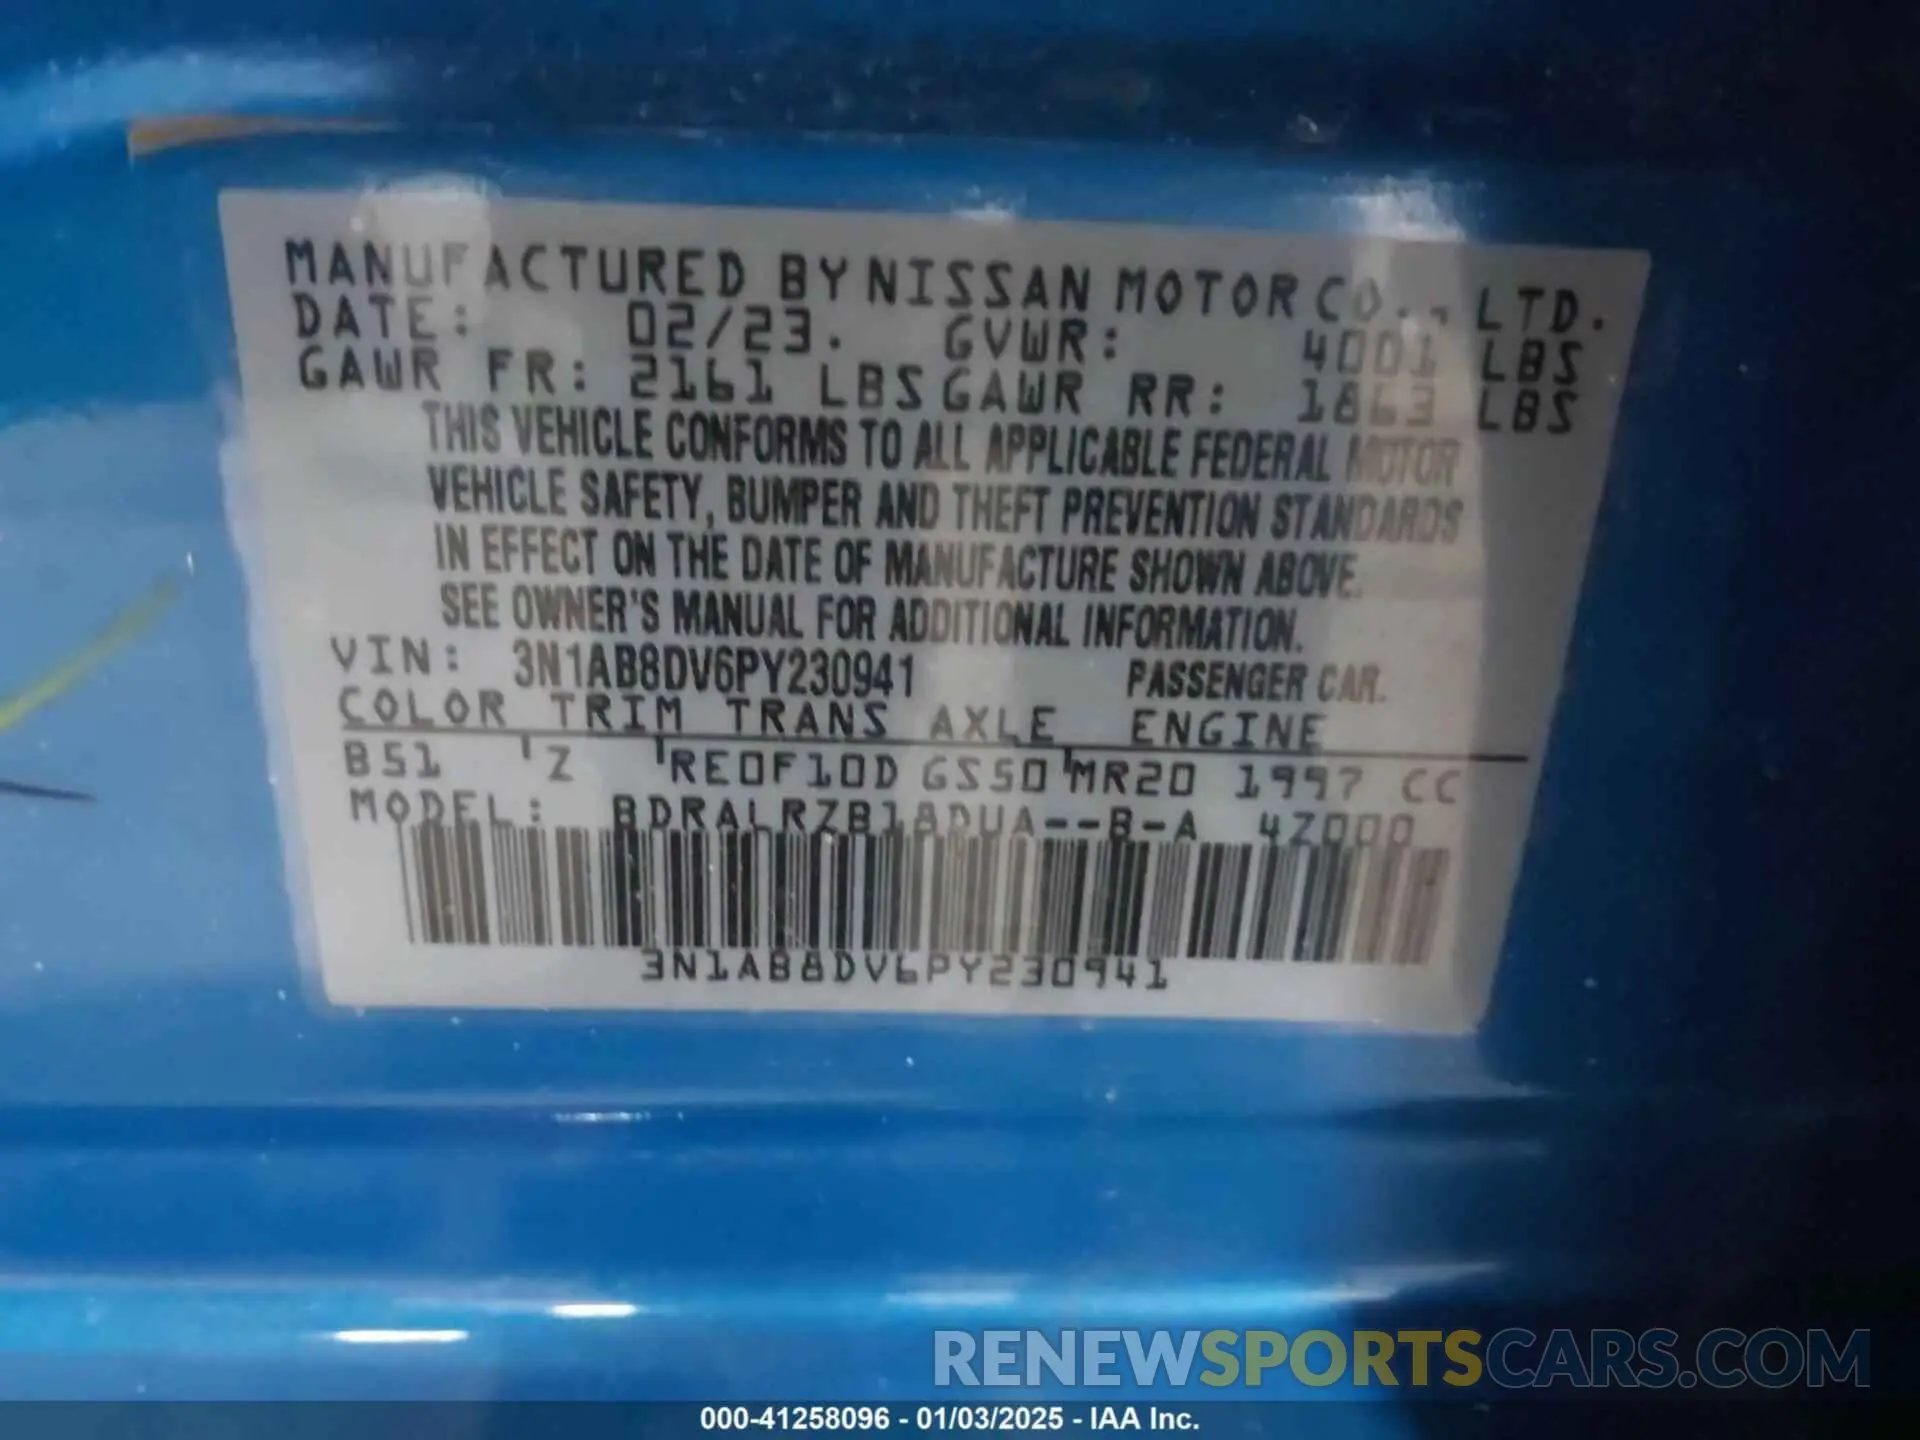 MANUFACTURED BY NISSAN MOTOR CO., LTD.
DATE: 02/23. GVWR: 4001 LBS
GAWR FR: 2161 LBS GAWR RR: 1863 LBS
THIS VEHICLE CONFORMS TO ALL APPLICABLE FEDERAL MOTOR
VEHICLE SAFETY, BUMPER AND THEFT PREVENTION STANDARDS
IN EFFECT ON THE DATE OF MANUFACTURE SHOWN ABOVE.
SEE OWNER'S MANUAL FOR ADDITIONAL INFORMATION.
VIN: 3N1AB8DV6PY230941 PASSENGER CAR.
COLOR TRIM TRANS AXLE ENGINE
B51 Z RE0F10D GS50 MR20 1997 CC
MODEL: BDRALRZB18DUA--B-A 4Z000
3N1AB8DV6PY230941
RENEWSPORTSCARS.COM
000-41258096 - 01/03/2025 - IAA Inc.